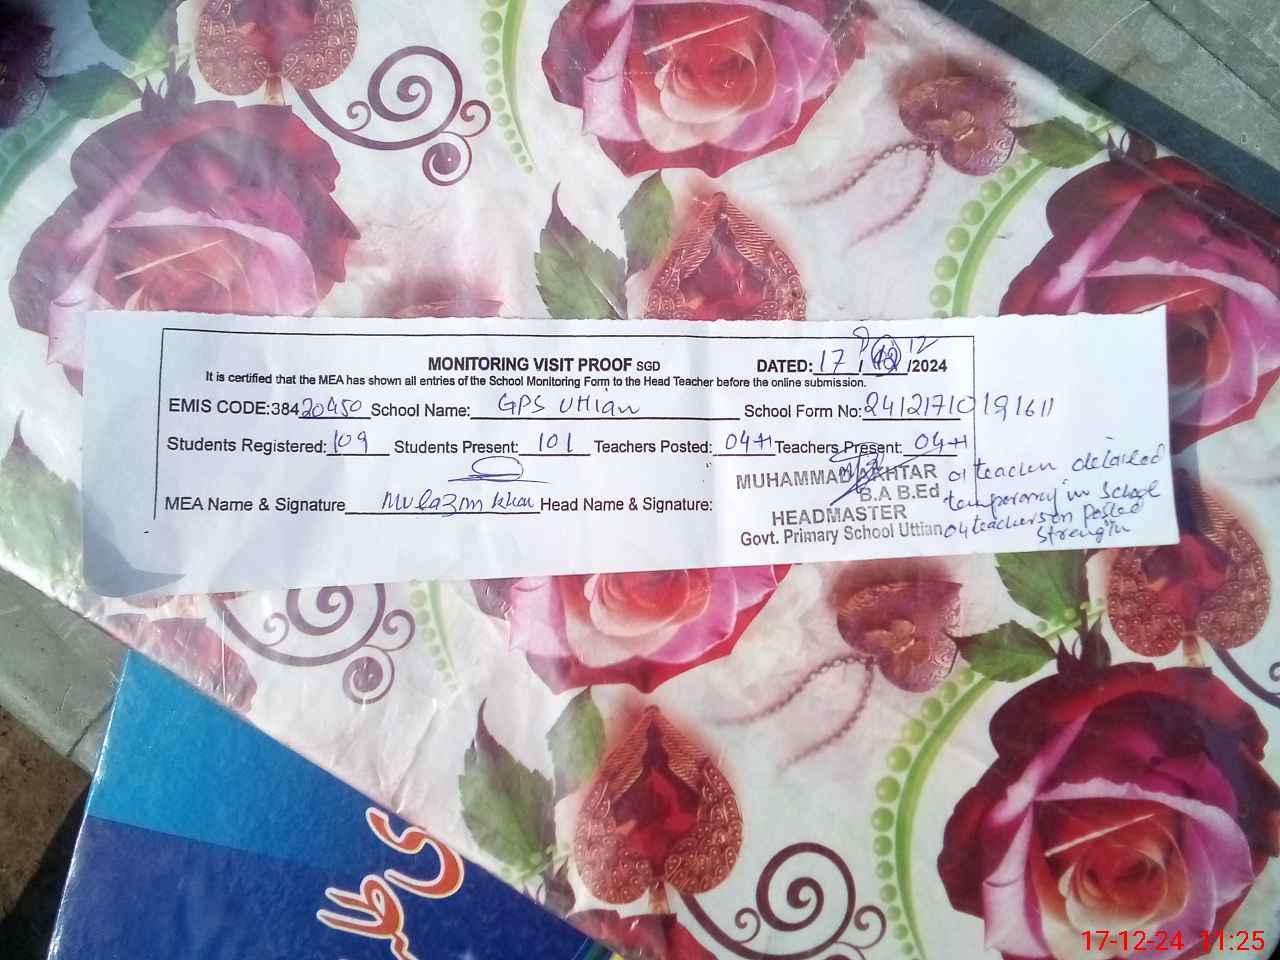 MONITORING VISIT PROOF SGD
DATED: 17 / 12 /2024
It is certified that the MEA has shown all entries of the School Monitoring Form to the Head Teacher before the online submission.
EMIS CODE:38420450 School Name: GPS Uttian School Form No: 24121710191611
Students Registered: 109 Students Present: 101 Teachers Posted: 04+1 Teachers Present: 04+1
MEA Name & Signature Mulazim Khan Head Name & Signature:
MUHAMMAD AKHTAR
B.A B.Ed
HEADMASTER
Govt. Primary School Uttian
01 teacher detailed
temporary in School
04 teachers on posted
strength
17-12-24 11:25